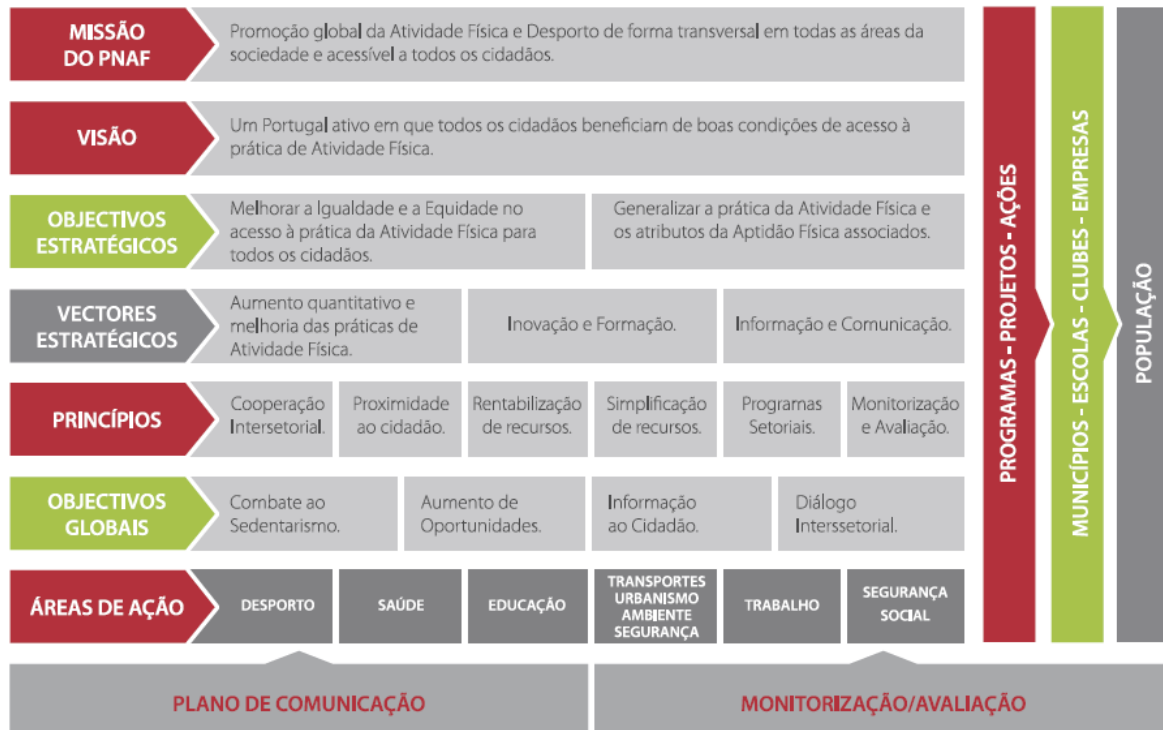 MISSÃO
DO PNAF
Promoção global da Atividade Física e Desporto de forma transversal em todas as áreas da
sociedade e acessível a todos os cidadãos.
VISÃO
Um Portugal ativo em que todos os cidadãos beneficiam de boas condições de acesso à
prática de Atividade Física.
OBJECTIVOS
ESTRATÉGICOS
Melhorar a Igualdade e a Equidade no
acesso à prática da Atividade Física para
todos os cidadãos.
Generalizar a prática da Atividade Física e
os atributos da Aptidão Física associados.
VECTORES
ESTRATÉGICOS
Aumento quantitativo e
melhoria das práticas de
Atividade Física.
Inovação e Formação.
Informação e Comunicação.
PRINCÍPIOS
Cooperação
Intersetorial.
Proximidade
ao cidadão.
Rentabilização
de recursos.
Simplificação
de recursos.
Programas
Setoriais.
Monitorização
e Avaliação.
OBJECTIVOS
GLOBAIS
Combate ao
Sedentarismo.
Aumento de
Oportunidades.
Informação
ao Cidadão.
Diálogo
Interssetorial.
ÁREAS DE AÇÃO
DESPORTO
SAÚDE
EDUCAÇÃO
TRANSPORTES
URBANISMO
AMBIENTE
SEGURANÇA
TRABALHO
SEGURANÇA
SOCIAL
PROGRAMAS - PROJETOS - AÇÕES
MUNICÍPIOS - ESCOLAS - CLUBES - EMPRESAS
POPULAÇÃO
PLANO DE COMUNICAÇÃO
MONITORIZAÇÃO/AVALIAÇÃO